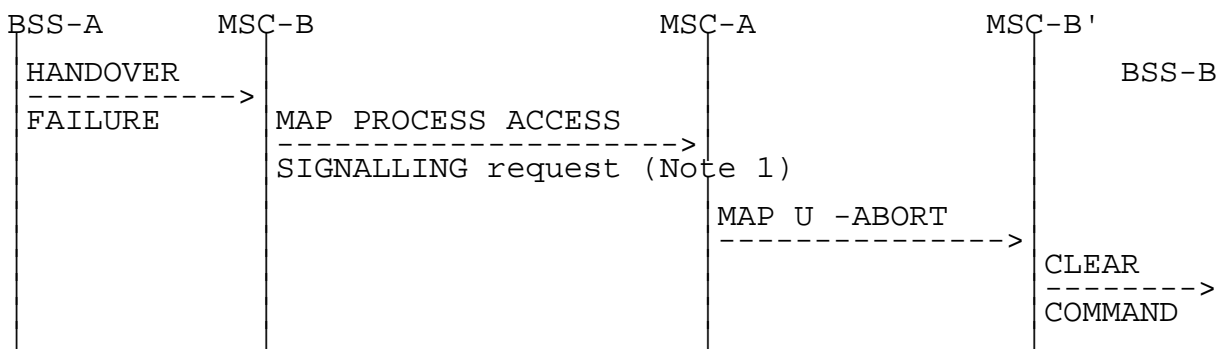 BSS-A MSC-B MSC-A MSC-B'
HANDOVER BSS-B
FAILURE MAP PROCESS ACCESS
SIGNALLING request (Note 1)
MAP U -ABORT
CLEAR
COMMAND